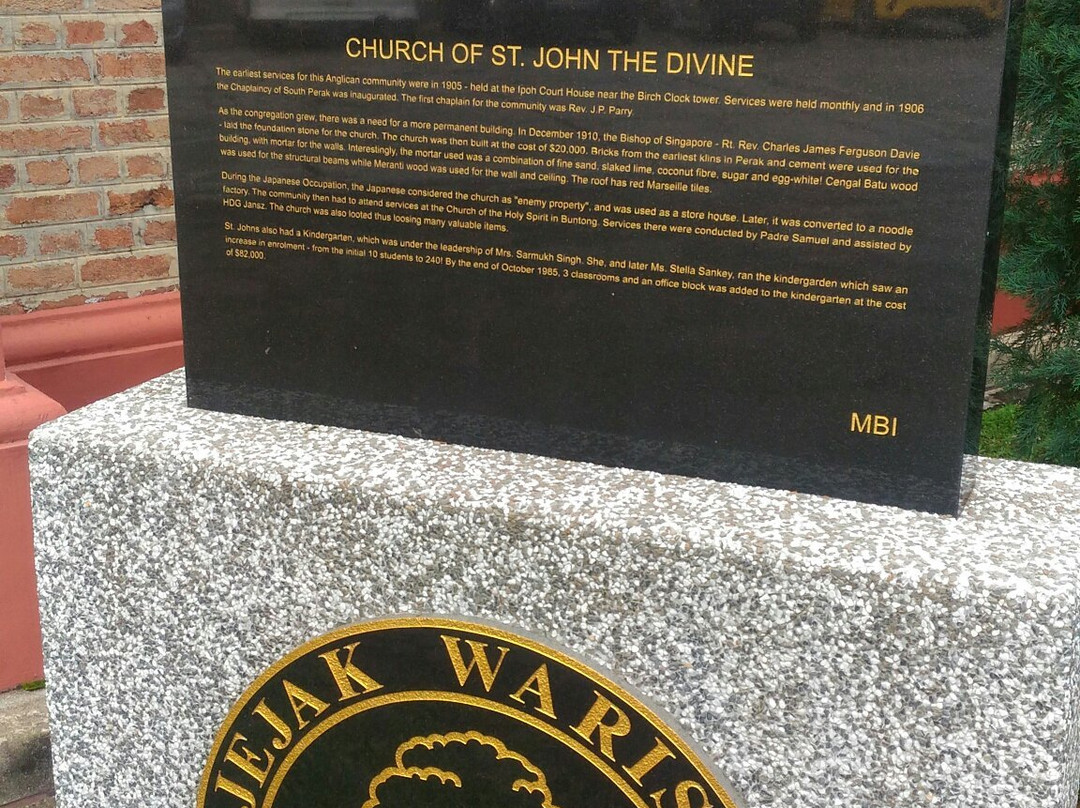 CHURCH OF ST. JOHN THE DIVINE
The earliest services for this Anglican community were in 1905 - held at the Ipoh Court House near the Birch Clock tower. Services were held monthly and in 1906
the Chaplaincy of South Perak was inaugurated. The first chaplain for the community was Rev. J.P. Parry.
As the congregation grew, there was a need for a more permanent building. In December 1910, the Bishop of Singapore - Rt. Rev. Charles James Ferguson Davie
- laid the foundation stone for the church. The church was then built at the cost of $20,000. Bricks from the earliest klins in Perak and cement were used for the
building, with mortar for the walls. Interestingly, the mortar used was a combination of fine sand, slaked lime, coconut fibre, sugar and egg-white! Cengal Batu wood
was used for the structural beams while Meranti wood was used for the wall and ceiling. The roof has red Marseille tiles.
During the Japanese Occupation, the Japanese considered the church as "enemy property", and was used as a store house. Later, it was converted to a noodle
factory. The community then had to attend services at the Church of the Holy Spirit in Buntong. Services there were conducted by Padre Samuel and assisted by
HDG Jansz. The church was also looted thus loosing many valuable items.
St. Johns also had a Kindergarten, which was under the leadership of Mrs. Sarmukh Singh. She, and later Ms. Stella Sankey, ran the kindergarden which saw an
increase in enrolment - from the initial 10 students to 240! By the end of October 1985, 3 classrooms and an office block was added to the kindergarten at the cost
of $82,000.
MBI
JEJAK WARIS